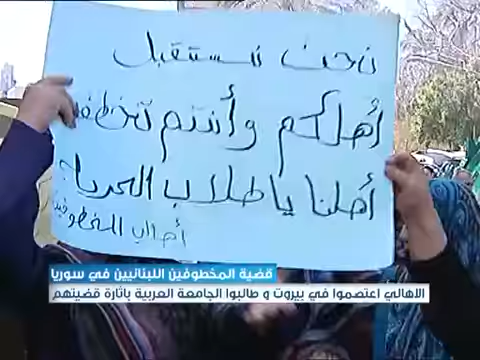 نحن نستقبل
أهلكم وأنتم تخطفو
أهلنا يا طلاب الحرية
أهالي المخطوفين
قضية المخطوفين اللبنانيين في سوريا
الاهالي اعتصموا في بيروت و طالبوا الجامعة العربية باثارة قضيتهم